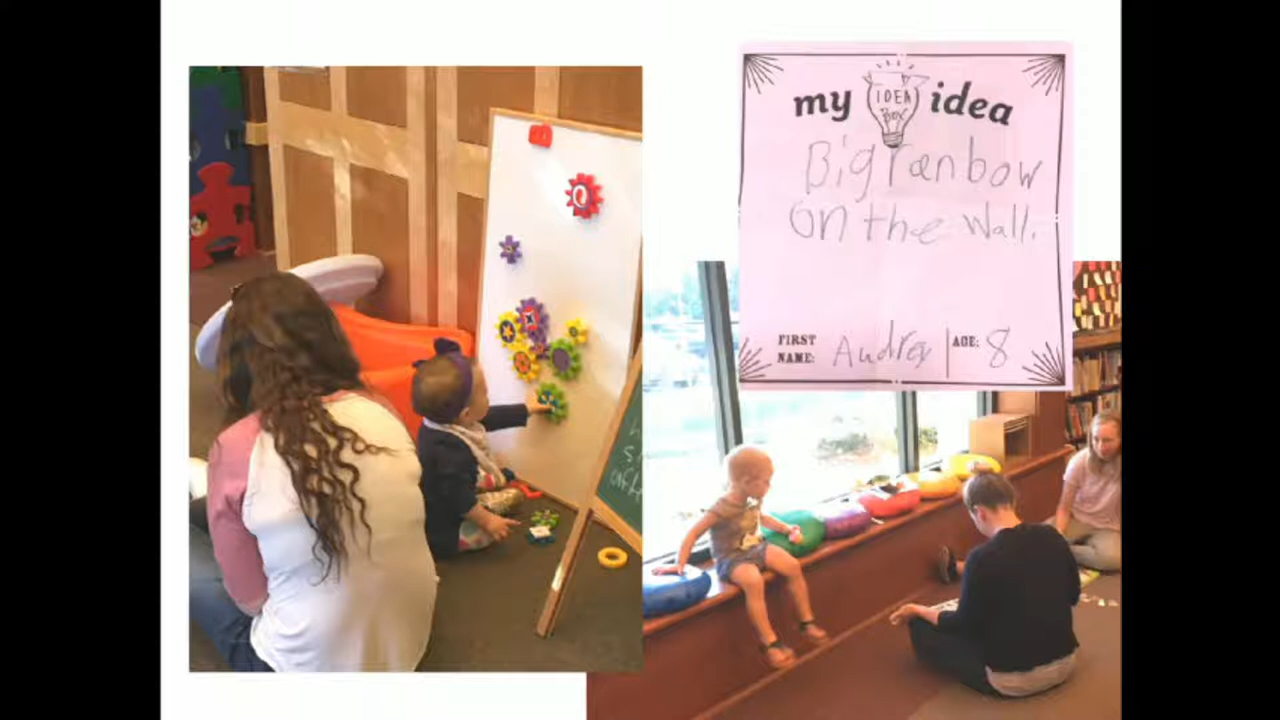 my IDEA BOX idea
Big ranbow
on the Wall.
FIRST NAME: Audrey AGE: 8